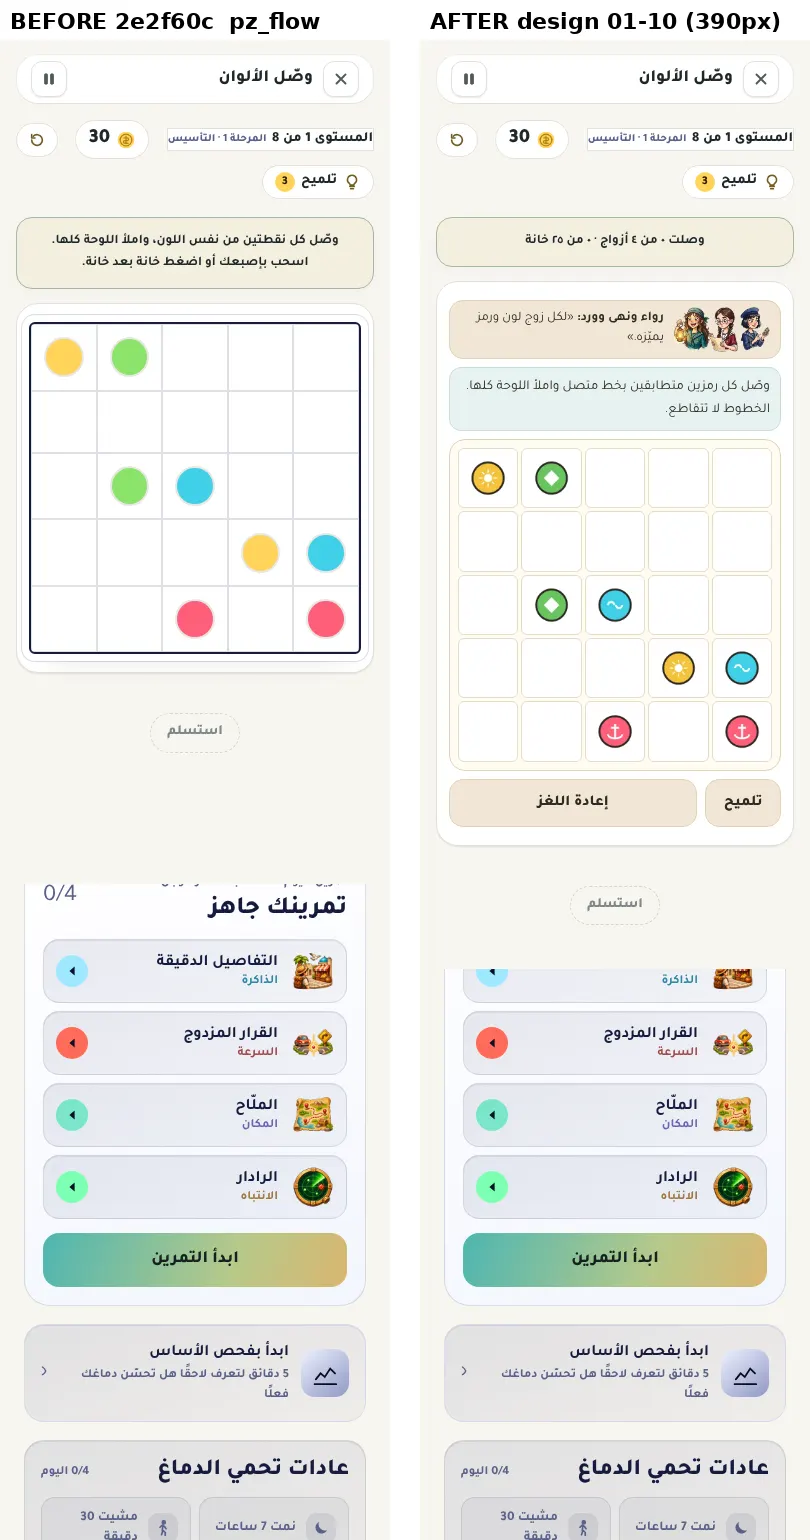 BEFORE 2e2f60c pz_flow
وصّل الألوان
المستوى 1 من 8 المرحلة 1 · التأسيس
30
تلميح 3
وصّل كل نقطتين من نفس اللون، واملأ اللوحة كلها.
اسحب بإصبعك أو اضغط خانة بعد خانة.
استسلم
0/4
تمرينك جاهز
التفاصيل الدقيقة
الذاكرة
القرار المزدوج
السرعة
الملّاح
المكان
الرادار
الانتباه
ابدأ التمرين
ابدأ بفحص الأساس
5 دقائق لتعرف لاحقًا هل تحسّن دماغك
فعلًا
عادات تحمي الدماغ
0/4 اليوم
نمت 7 ساعات
مشيت 30
دقيقة
AFTER design 01-10 (390px)
وصّل الألوان
المستوى 1 من 8 المرحلة 1 · التأسيس
30
تلميح 3
وصلت ٠ من ٤ أزواج · ٠ من ٢٥ خانة
رواء ونهى وورد: «لكل زوج لون ورمز
يميّزه.»
وصّل كل رمزين متطابقين بخط متصل واملأ اللوحة كلها.
الخطوط لا تتقاطع.
تلميح
إعادة اللغز
استسلم
الذاكرة
القرار المزدوج
السرعة
الملّاح
المكان
الرادار
الانتباه
ابدأ التمرين
ابدأ بفحص الأساس
5 دقائق لتعرف لاحقًا هل تحسّن دماغك
فعلًا
عادات تحمي الدماغ
0/4 اليوم
نمت 7 ساعات
مشيت 30
دقيقة